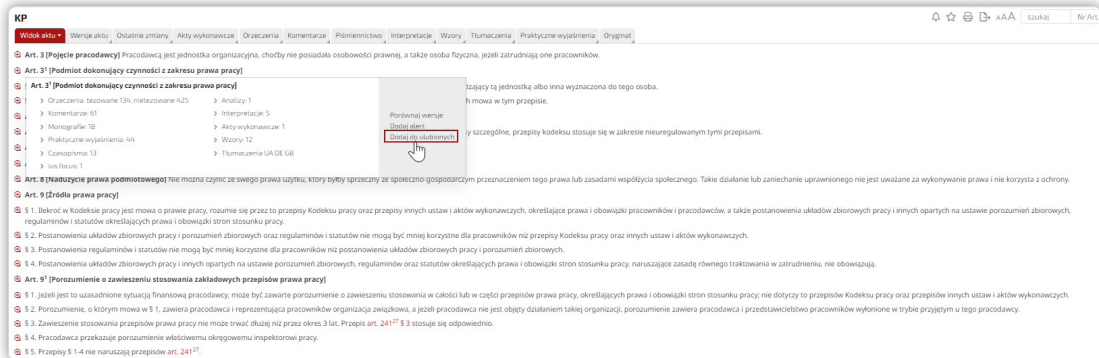 KP
AAA szukaj Nr Art.
Widok aktu Wersje aktu Ostatnie zmiany Akty wykonawcze Orzeczenia Komentarze Piśmiennictwo Interpretacje Wzory Tłumaczenia Praktyczne wyjaśnienia Oryginał
Art. 3 [Pojęcie pracodawcy] Pracodawcą jest jednostka organizacyjna, choćby nie posiadała osobowości prawnej, a także osoba fizyczna, jeżeli zatrudniają one pracowników.
Art. 3¹ [Podmiot dokonujący czynności z zakresu prawa pracy]
Art. 3¹ [Podmiot dokonujący czynności z zakresu prawa pracy]
dzający tą jednostką albo inna wyznaczona do tego osoba.
> Orzeczenia: tezowane 134, nietezowane 425 > Analizy: 1
h mowa w tym przepisie.
> Komentarze: 61 > Interpretacje: 5 Porównaj wersje
> Monografie: 18 > Akty wykonawcze: 1 Dodaj alert
> Praktyczne wyjaśnienia: 44 > Wzory: 12 Dodaj do ulubionych
y szczególne, przepisy kodeksu stosuje się w zakresie nieuregulowanym tymi przepisami.
> Czasopisma: 13 > Tłumaczenia UA DE GB
> ius.focus: 1
Art. 8 [Nadużycie prawa podmiotowego] Nie można czynić ze swego prawa użytku, który byłby sprzeczny ze społeczno-gospodarczym przeznaczeniem tego prawa lub zasadami współżycia społecznego. Takie działanie lub zaniechanie uprawnionego nie jest uważane za wykonywanie prawa i nie korzysta z ochrony.
Art. 9 [Źródła prawa pracy]
§ 1. Ilekroć w Kodeksie pracy jest mowa o prawie pracy, rozumie się przez to przepisy Kodeksu pracy oraz przepisy innych ustaw i aktów wykonawczych, określające prawa i obowiązki pracowników i pracodawców, a także postanowienia układów zbiorowych pracy i innych opartych na ustawie porozumień zbiorowych,
regulaminów i statutów określających prawa i obowiązki stron stosunku pracy.
§ 2. Postanowienia układów zbiorowych pracy i porozumień zbiorowych oraz regulaminów i statutów nie mogą być mniej korzystne dla pracowników niż przepisy Kodeksu pracy oraz innych ustaw i aktów wykonawczych.
§ 3. Postanowienia regulaminów i statutów nie mogą być mniej korzystne dla pracowników niż postanowienia układów zbiorowych pracy i porozumień zbiorowych.
§ 4. Postanowienia układów zbiorowych pracy i innych opartych na ustawie porozumień zbiorowych, regulaminów oraz statutów określających prawa i obowiązki stron stosunku pracy, naruszające zasadę równego traktowania w zatrudnieniu, nie obowiązują.
Art. 9¹ [Porozumienie o zawieszeniu stosowania zakładowych przepisów prawa pracy]
§ 1. Jeżeli jest to uzasadnione sytuacją finansową pracodawcy, może być zawarte porozumienie o zawieszeniu stosowania w całości lub w części przepisów prawa pracy, określających prawa i obowiązki stron stosunku pracy; nie dotyczy to przepisów Kodeksu pracy oraz przepisów innych ustaw i aktów wykonawczych.
§ 2. Porozumienie, o którym mowa w § 1, zawiera pracodawca i reprezentująca pracowników organizacja związkowa, a jeżeli pracodawca nie jest objęty działaniem takiej organizacji, porozumienie zawiera pracodawca i przedstawicielstwo pracowników wyłonione w trybie przyjętym u tego pracodawcy.
§ 3. Zawieszenie stosowania przepisów prawa pracy nie może trwać dłużej niż przez okres 3 lat. Przepis art. 241²⁷ § 3 stosuje się odpowiednio.
§ 4. Pracodawca przekazuje porozumienie właściwemu okręgowemu inspektorowi pracy.
§ 5. Przepisy § 1-4 nie naruszają przepisów art. 241²⁷.